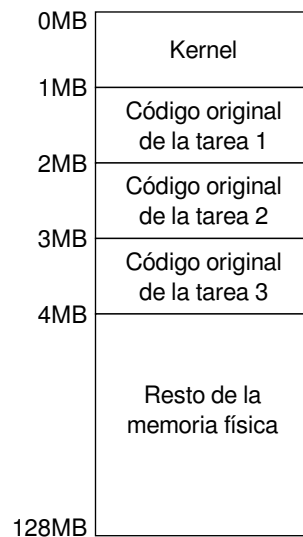 0MB
Kernel
1MB
Código original
de la tarea 1
2MB
Código original
de la tarea 2
3MB
Código original
de la tarea 3
4MB
Resto de la
memoria física
128MB